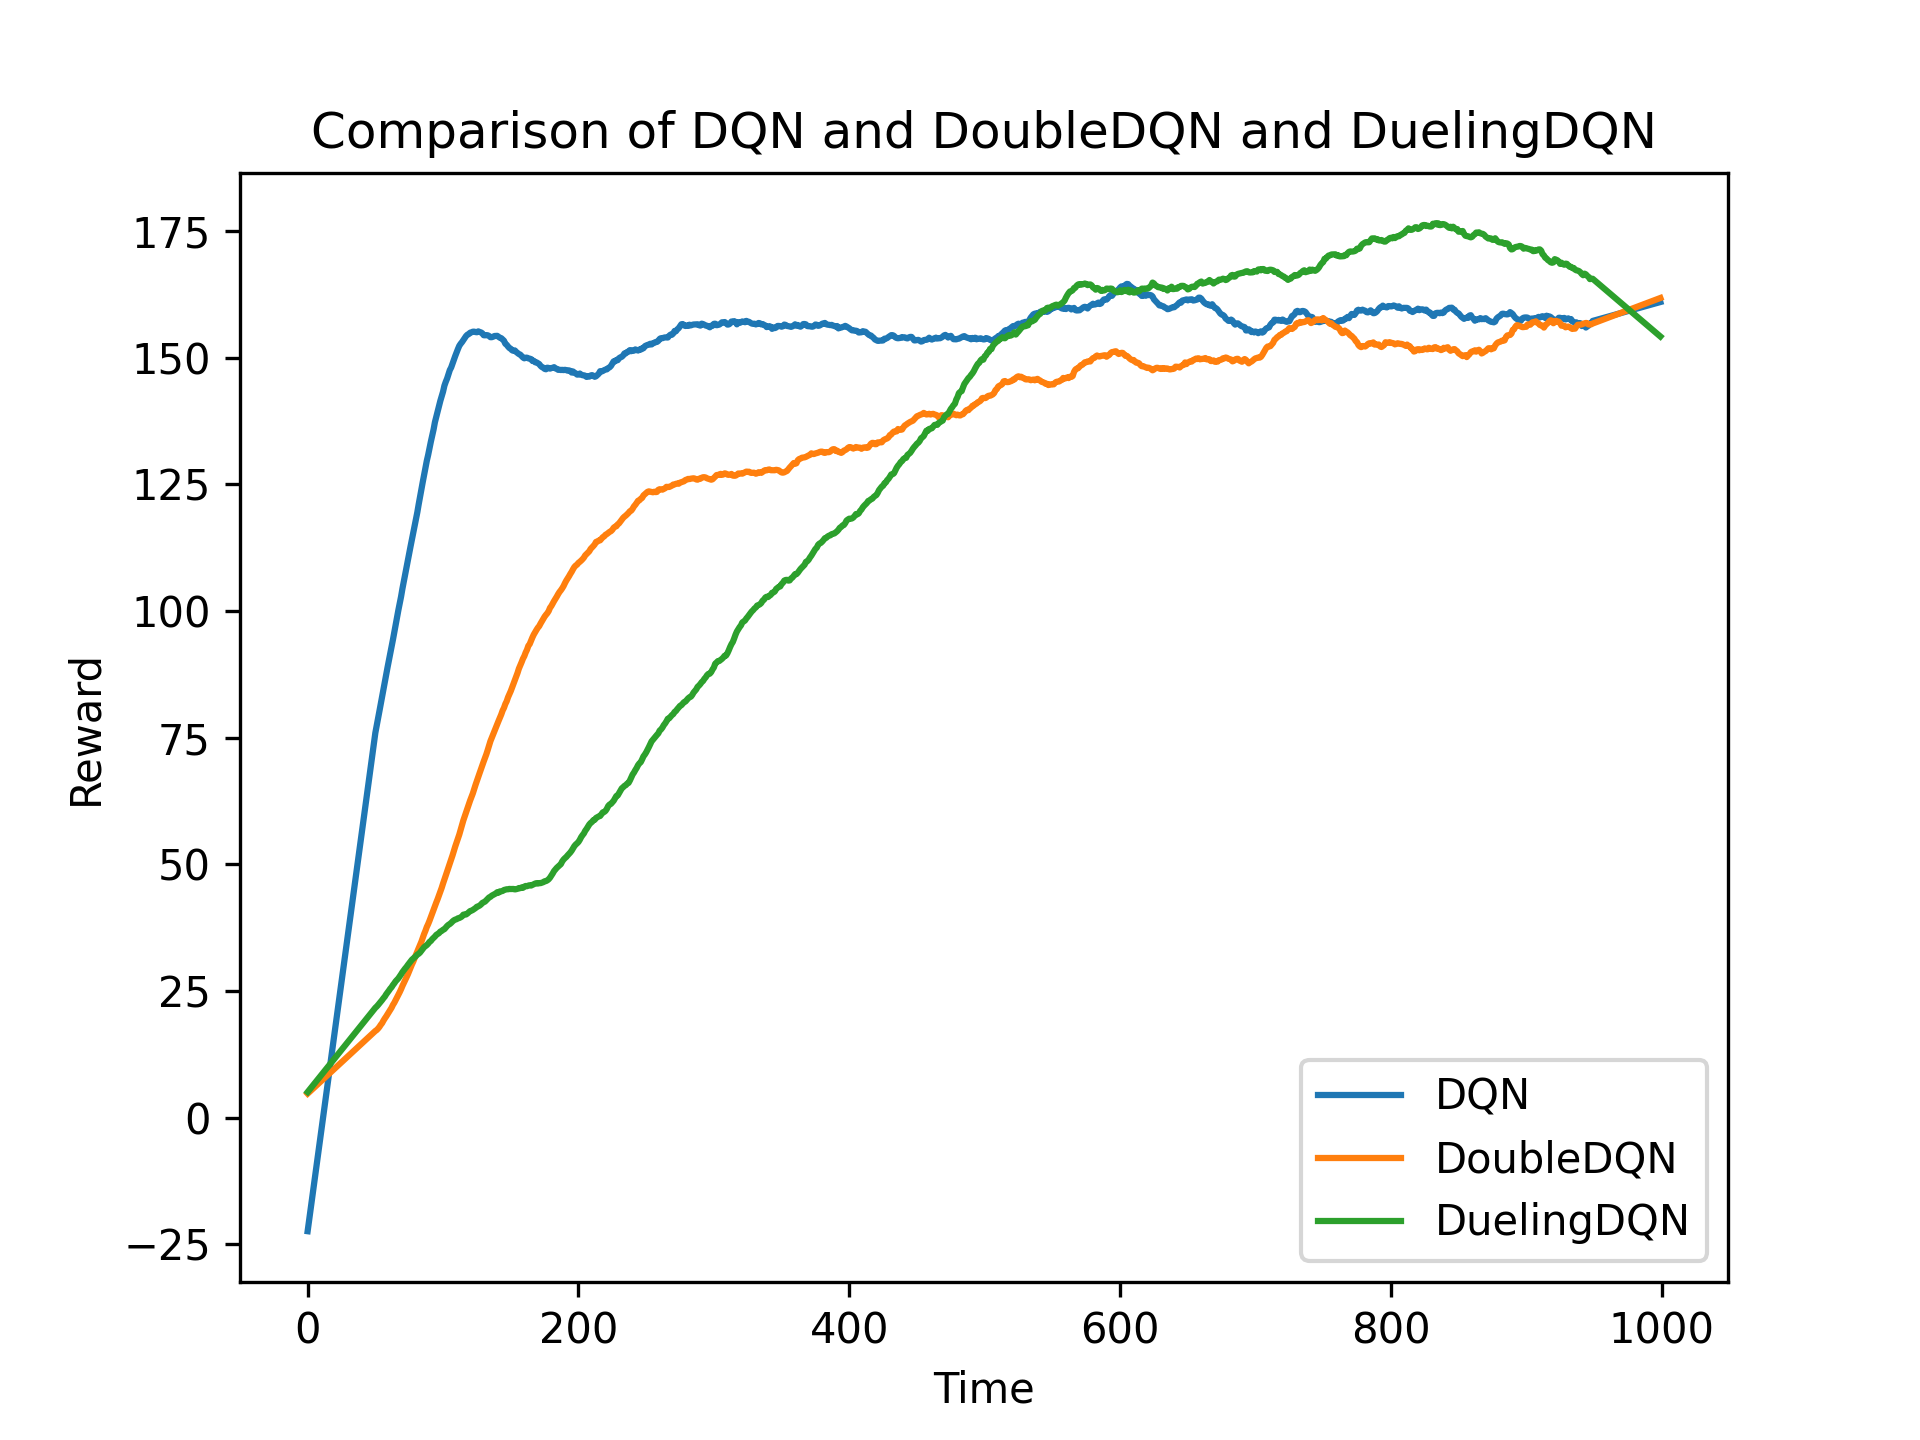 Comparison of DQN and DoubleDQN and DuelingDQN
175
150
125
100
75
50
25
0
−25
Reward
0 200 400 600 800 1000
Time
DQN
DoubleDQN
DuelingDQN